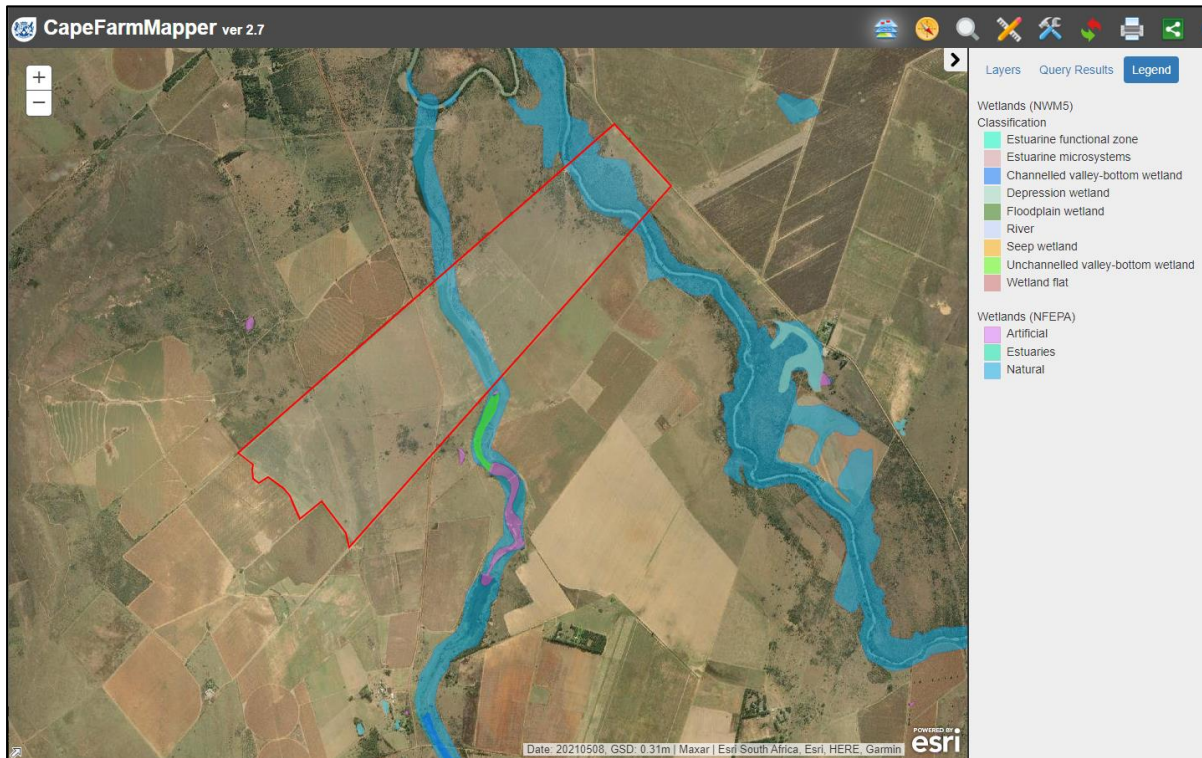 CapeFarmMapper ver 2.7
+
−
Layers Query Results Legend
Wetlands (NWM5)
Classification
Estuarine functional zone
Estuarine microsystems
Channelled valley-bottom wetland
Depression wetland
Floodplain wetland
River
Seep wetland
Unchannelled valley-bottom wetland
Wetland flat
Wetlands (NFEPA)
Artificial
Estuaries
Natural
Date: 20210508, GSD: 0.31m | Maxar | Esri South Africa, Esri, HERE, Garmin
POWERED BY
esri